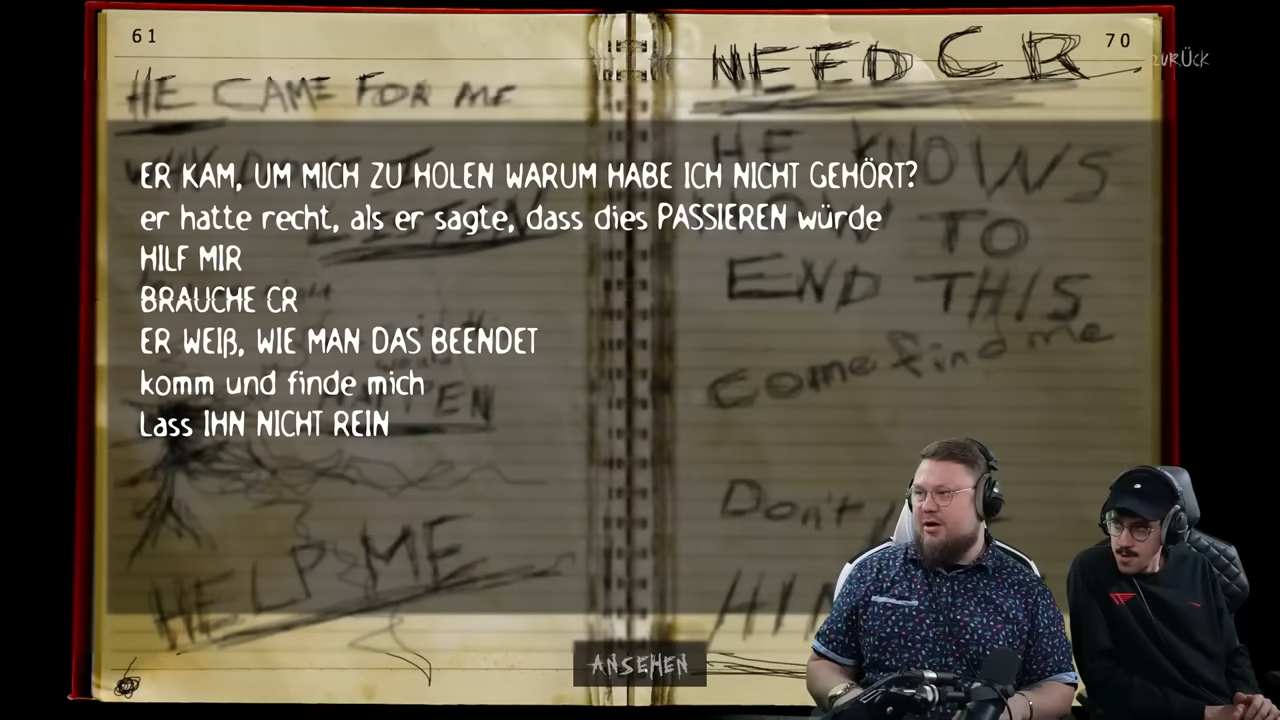 61
HE CAME FOR ME
HELP ME
NEED CR
70
ZURÜCK
HE KNOWS
TO
END THIS
come find me
Don't
ER KAM, UM MICH ZU HOLEN WARUM HABE ICH NICHT GEHÖRT?
er hatte recht, als er sagte, dass dies PASSIEREN würde
HILF MIR
BRAUCHE CR
ER WEIß, WIE MAN DAS BEENDET
komm und finde mich
Lass IHN NICHT REIN
ANSEHEN